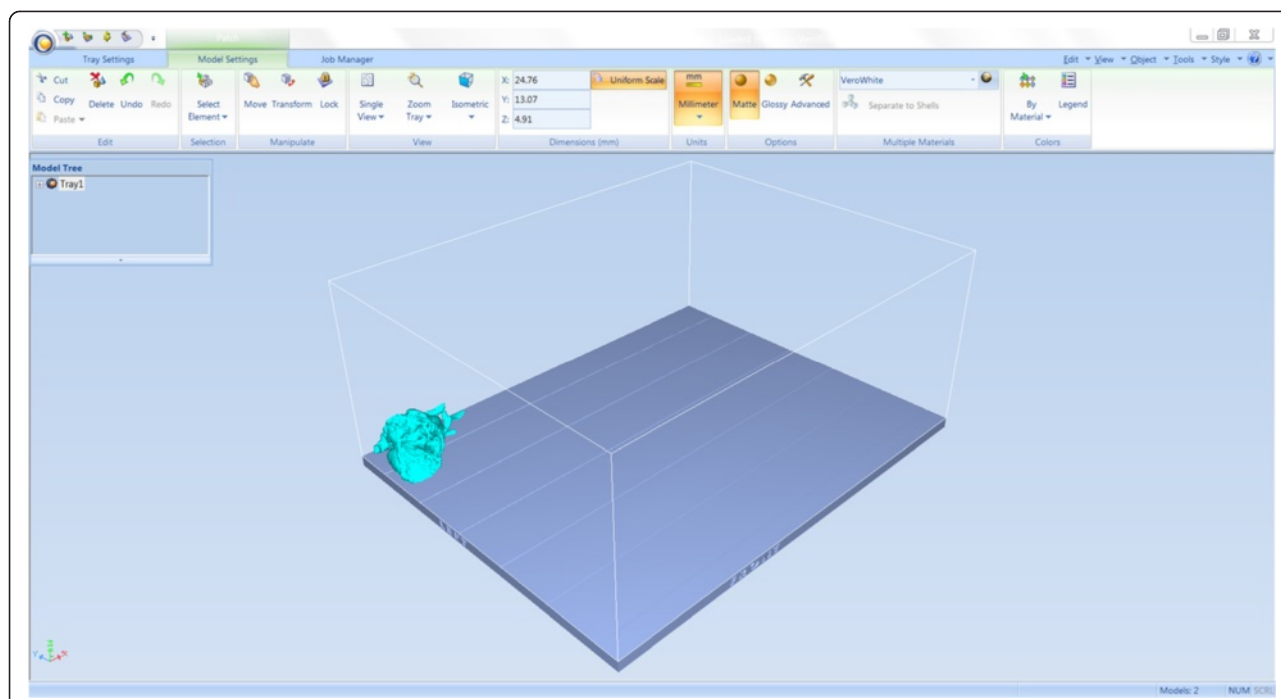 Patch
Tray Settings Model Settings Job Manager Edit View Object Tools Style
Cut
Copy
Paste
Delete Undo Redo
Select Element
Move Transform Lock
Single View
Zoom Tray
Isometric
X: 24.76
Y: 13.07
Z: 4.91
Uniform Scale
mm
Millimeter
Matte Glossy Advanced
VeroWhite
Separate to Shells
By Material
Legend
Edit Selection Manipulate View Dimensions (mm) Units Options Multiple Materials Colors
Model Tree
Tray1
Y X
Models: 2 NUM SCRL